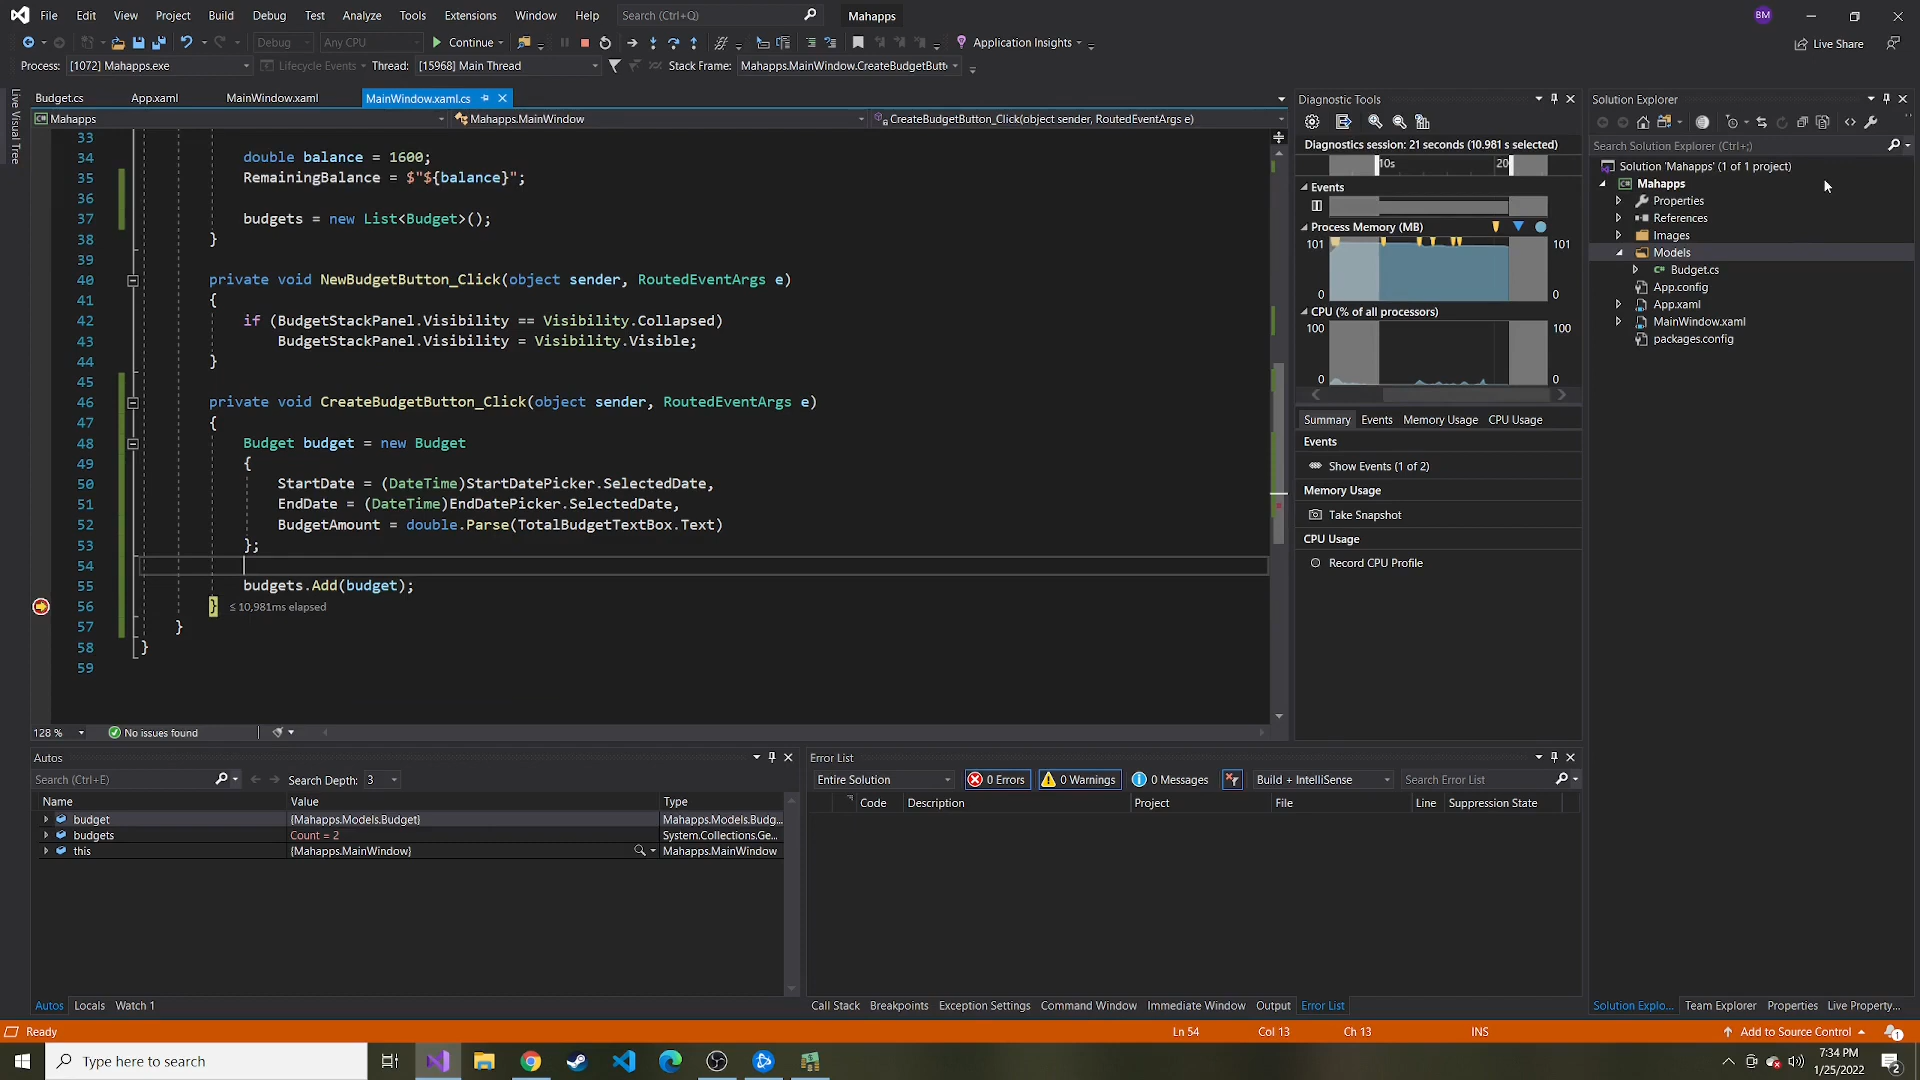 File Edit View Git Project Build Debug Test Analyze Tools Extensions Window Help Search (Ctrl+Q) Mahapps BM
Debug Any CPU Continue Application Insights Live Share
Process: [1072] Mahapps.exe Lifecycle Events Thread: [15968] Main Thread Stack Frame: Mahapps.MainWindow.CreateBudgetButt
Live Visual Tree
Budget.cs App.xaml MainWindow.xaml MainWindow.xaml.cs
Mahapps Mahapps.MainWindow CreateBudgetButton_Click(object sender, RoutedEventArgs e)
33
34 double balance = 1600;
35 RemainingBalance = $"${balance}";
36
37 budgets = new List<Budget>();
38 }
39
40 private void NewBudgetButton_Click(object sender, RoutedEventArgs e)
41 {
42 if (BudgetStackPanel.Visibility == Visibility.Collapsed)
43 BudgetStackPanel.Visibility = Visibility.Visible;
44 }
45
46 private void CreateBudgetButton_Click(object sender, RoutedEventArgs e)
47 {
48 Budget budget = new Budget
49 {
50 StartDate = (DateTime)StartDatePicker.SelectedDate,
51 EndDate = (DateTime)EndDatePicker.SelectedDate,
52 BudgetAmount = double.Parse(TotalBudgetTextBox.Text)
53 };
54
55 budgets.Add(budget);
56 } ≤ 10,981ms elapsed
57 }
58 }
59
128 % No issues found
Diagnostic Tools
Diagnostics session: 21 seconds (10.981 s selected)
10s 20
Events
Process Memory (MB)
101 101
0 0
CPU (% of all processors)
100 100
0 0
Summary Events Memory Usage CPU Usage
Events
Show Events (1 of 2)
Memory Usage
Take Snapshot
CPU Usage
Record CPU Profile
Solution Explorer
Search Solution Explorer (Ctrl+;)
Solution 'Mahapps' (1 of 1 project)
Mahapps
Properties
References
Images
Models
Budget.cs
App.config
App.xaml
MainWindow.xaml
packages.config
Autos
Search (Ctrl+E) Search Depth: 3
Name Value Type
budget {Mahapps.Models.Budget} Mahapps.Models.Budg...
budgets Count = 2 System.Collections.Ge...
this {Mahapps.MainWindow} Mahapps.MainWindow
Autos Locals Watch 1
Error List
Entire Solution 0 Errors 0 Warnings 0 Messages Build + IntelliSense Search Error List
Code Description Project File Line Suppression State
Call Stack Breakpoints Exception Settings Command Window Immediate Window Output Error List
Solution Explo... Team Explorer Properties Live Property...
Ready Ln 54 Col 13 Ch 13 INS Add to Source Control 1
Type here to search 7:34 PM
1/25/2022 2